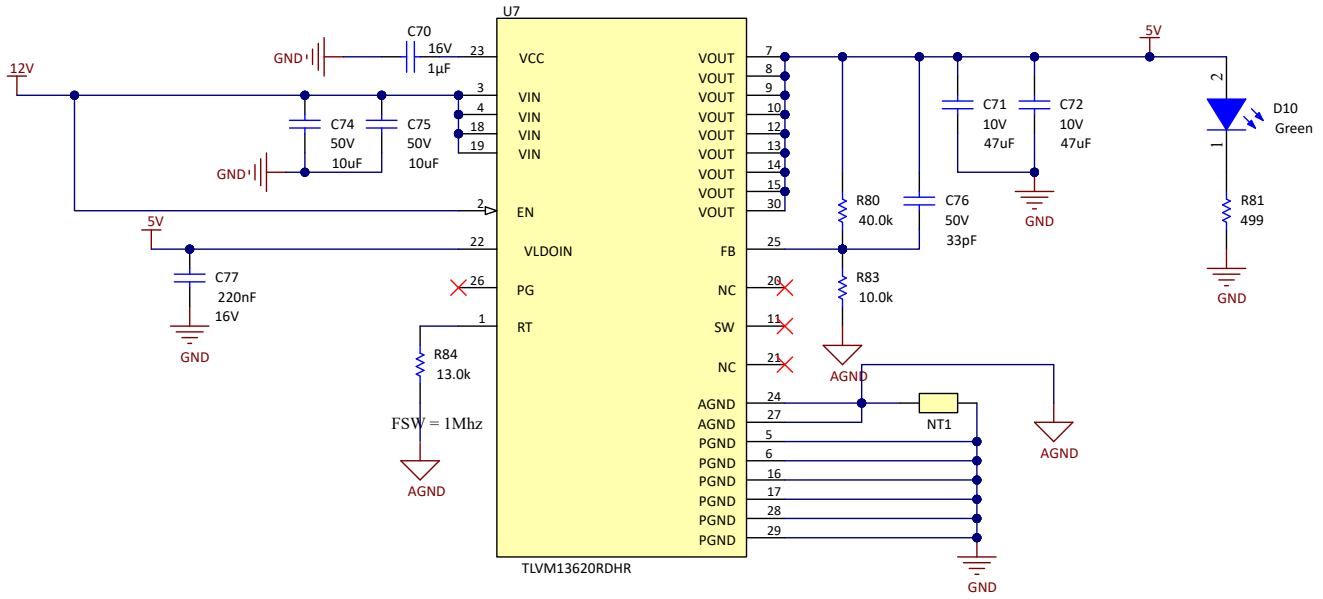 U7
C70
16V
1µF
GND
23
VCC
12V
3
VIN
4
VIN
18
VIN
19
VIN
C74
50V
10uF
C75
50V
10uF
GND
2
EN
5V
22
VLDOIN
C77
220nF
16V
GND
26
PG
1
RT
R84
13.0k
FSW = 1Mhz
AGND
VOUT
7
VOUT
8
VOUT
9
VOUT
10
VOUT
12
VOUT
13
VOUT
14
VOUT
15
VOUT
30
FB
25
NC
20
SW
11
NC
21
AGND
24
AGND
27
PGND
5
PGND
6
PGND
16
PGND
17
PGND
28
PGND
29
TLVM13620RDHR
R80
40.0k
C76
50V
33pF
R83
10.0k
AGND
C71
10V
47uF
C72
10V
47uF
GND
5V
2
D10
Green
1
R81
499
GND
NT1
AGND
GND